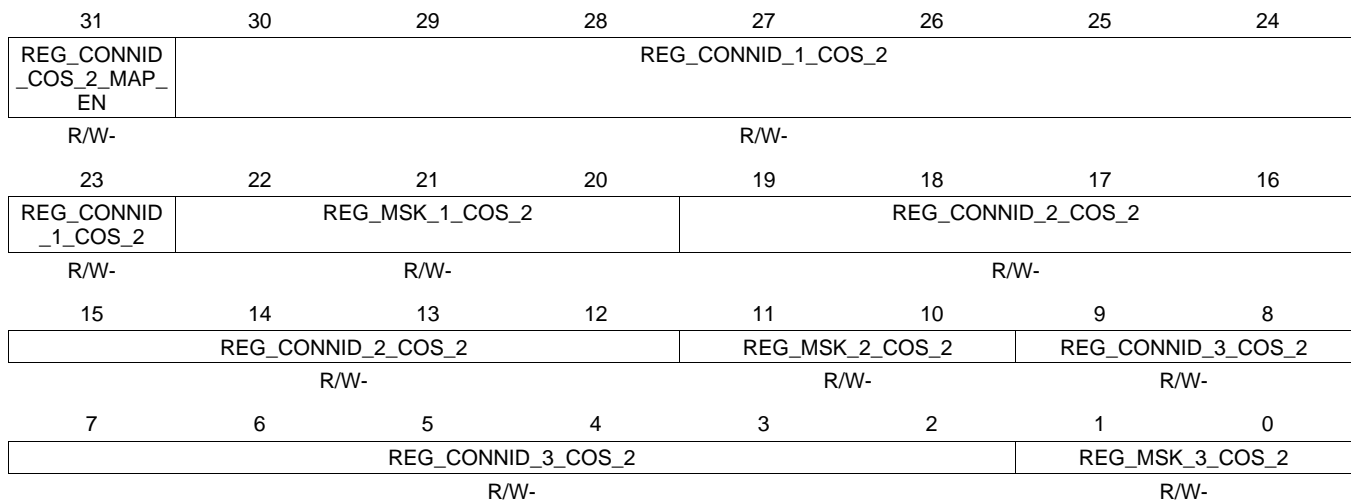 31 30 29 28 27 26 25 24
REG_CONNID REG_CONNID_1_COS_2
_COS_2_MAP_
EN
R/W- R/W-
23 22 21 20 19 18 17 16
REG_CONNID REG_MSK_1_COS_2 REG_CONNID_2_COS_2
_1_COS_2
R/W- R/W- R/W-
15 14 13 12 11 10 9 8
REG_CONNID_2_COS_2 REG_MSK_2_COS_2 REG_CONNID_3_COS_2
R/W- R/W- R/W-
7 6 5 4 3 2 1 0
REG_CONNID_3_COS_2 REG_MSK_3_COS_2
R/W- R/W-